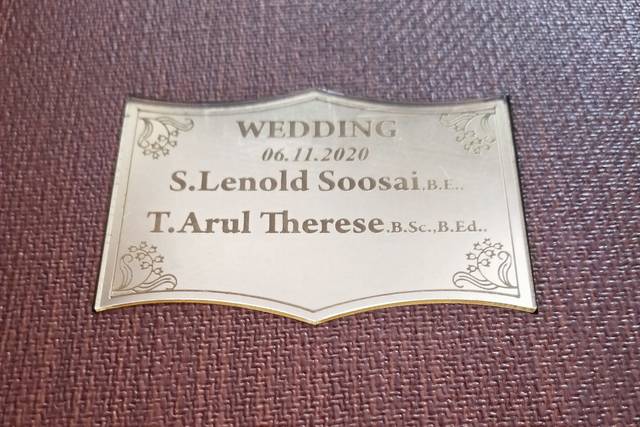 WEDDING
06.11.2020
S.Lenold Soosai,B.E.,
T.Arul Therese.B.Sc.,B.Ed..